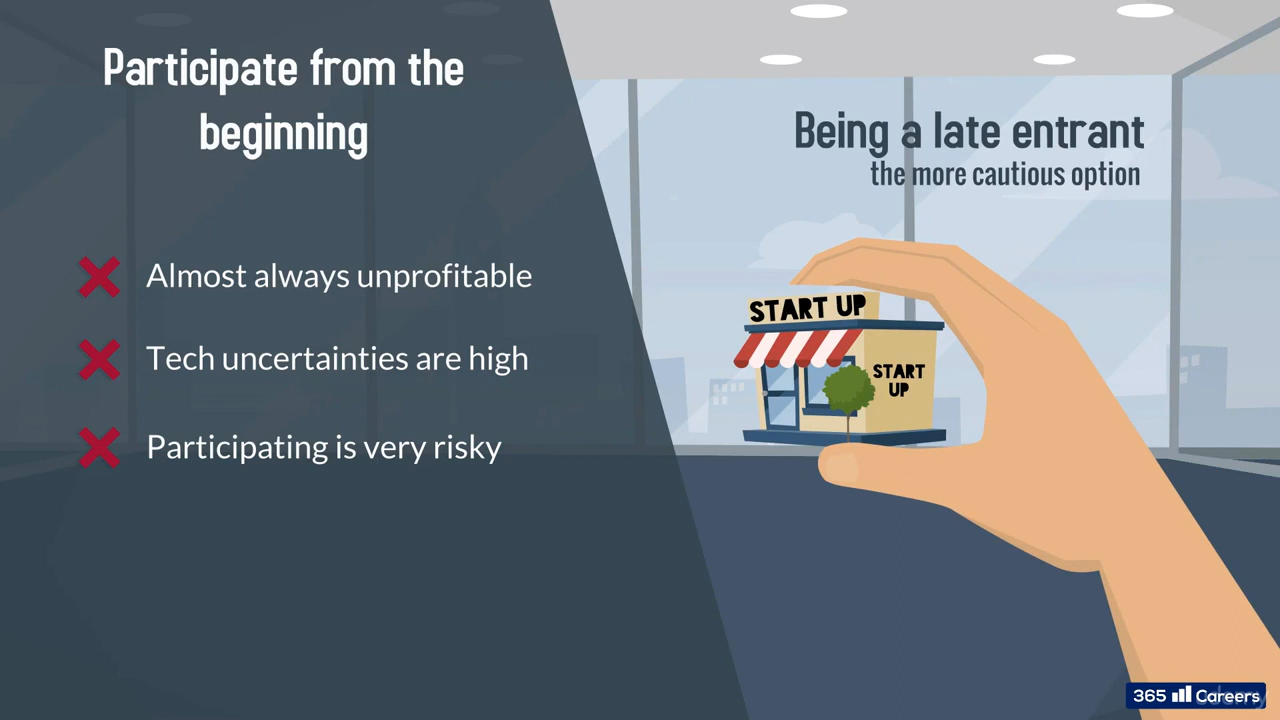 Participate from the
beginning
Almost always unprofitable
Tech uncertainties are high
Participating is very risky
Being a late entrant
the more cautious option
START UP
START
UP
365 Careers
udemy